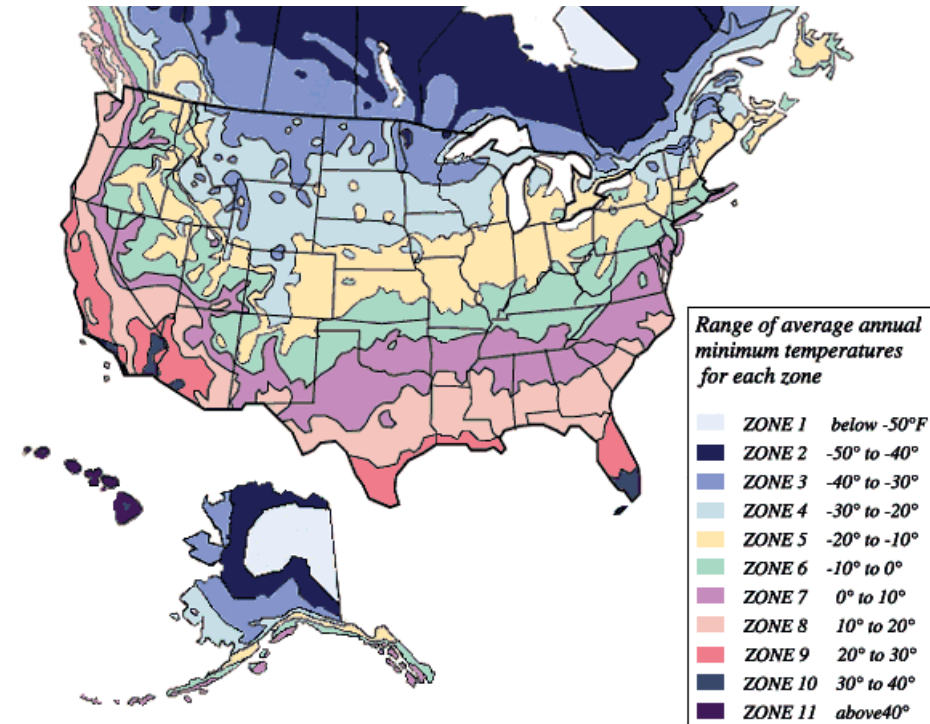 Range of average annual
minimum temperatures
for each zone
ZONE 1 below -50°F
ZONE 2 -50° to -40°
ZONE 3 -40° to -30°
ZONE 4 -30° to -20°
ZONE 5 -20° to -10°
ZONE 6 -10° to 0°
ZONE 7 0° to 10°
ZONE 8 10° to 20°
ZONE 9 20° to 30°
ZONE 10 30° to 40°
ZONE 11 above40°